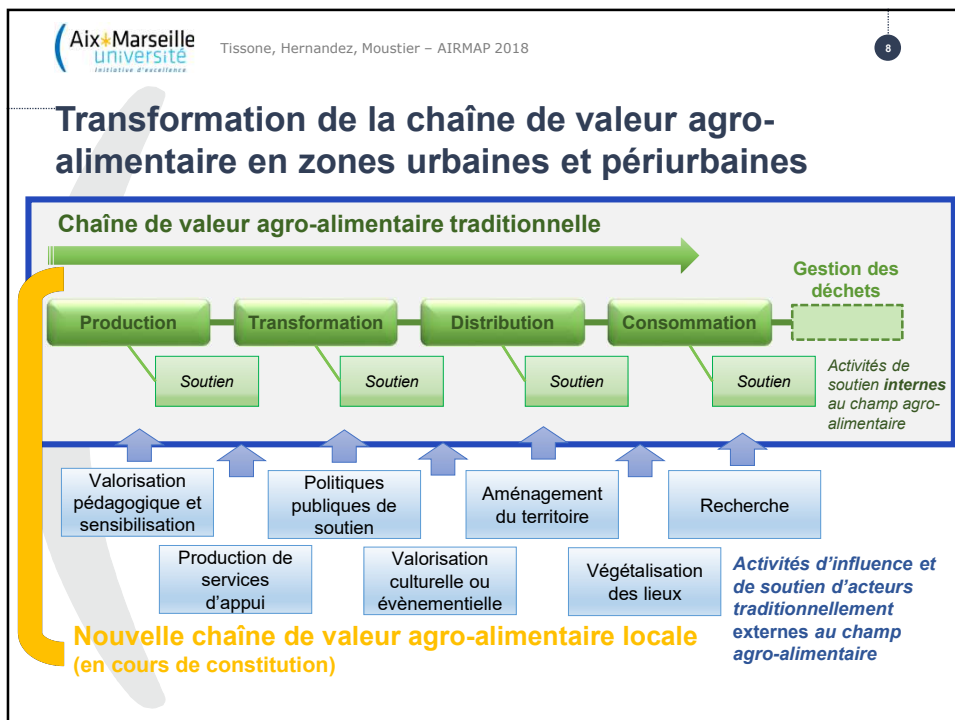 Aix*Marseille
université
Initiative d'excellence
Tissone, Hernandez, Moustier – AIRMAP 2018
8
Transformation de la chaîne de valeur agro-
alimentaire en zones urbaines et périurbaines
Chaîne de valeur agro-alimentaire traditionnelle
Gestion des
déchets
Production
Transformation
Distribution
Consommation
Soutien
Soutien
Soutien
Soutien
Activités de
soutien internes
au champ agro-
alimentaire
Valorisation
pédagogique et
sensibilisation
Politiques
publiques de
soutien
Aménagement
du territoire
Recherche
Production de
services
d'appui
Valorisation
culturelle ou
évènementielle
Végétalisation
des lieux
Activités d'influence et
de soutien d'acteurs
traditionnellement
externes au champ
agro-alimentaire
Nouvelle chaîne de valeur agro-alimentaire locale
(en cours de constitution)